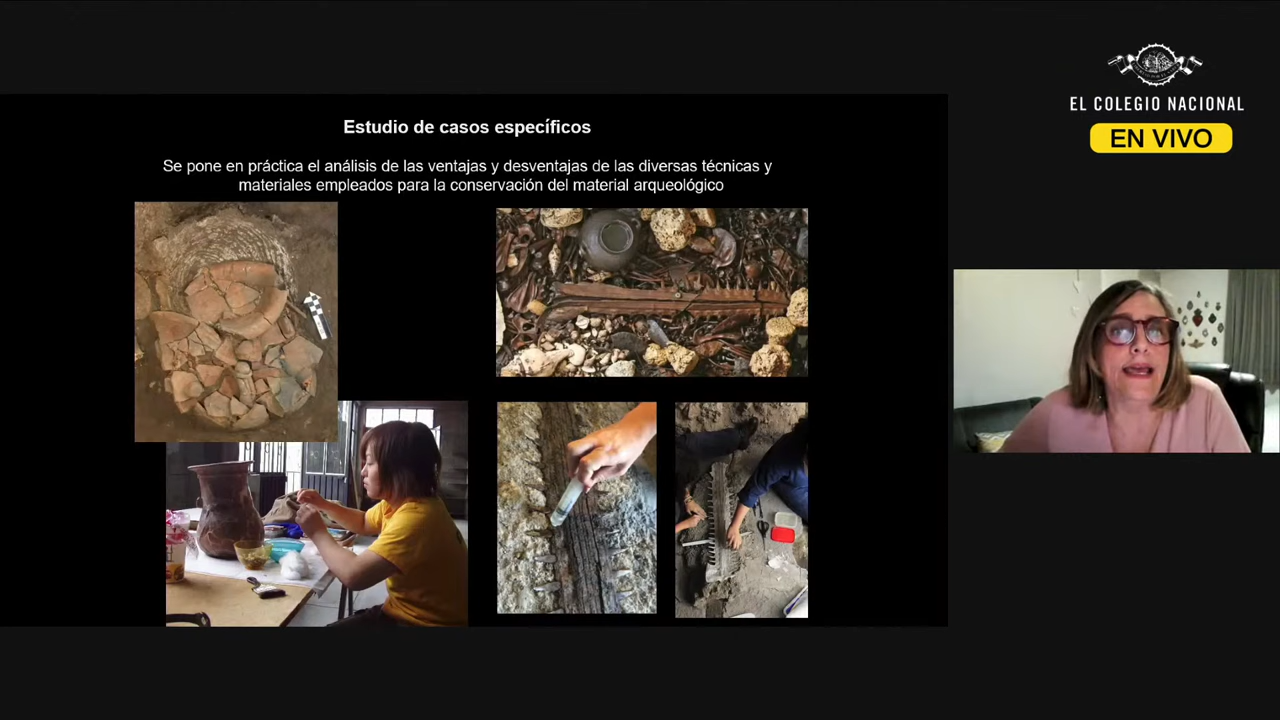 EL COLEGIO NACIONAL
EN VIVO
Estudio de casos específicos
Se pone en práctica el análisis de las ventajas y desventajas de las diversas técnicas y
materiales empleados para la conservación del material arqueológico